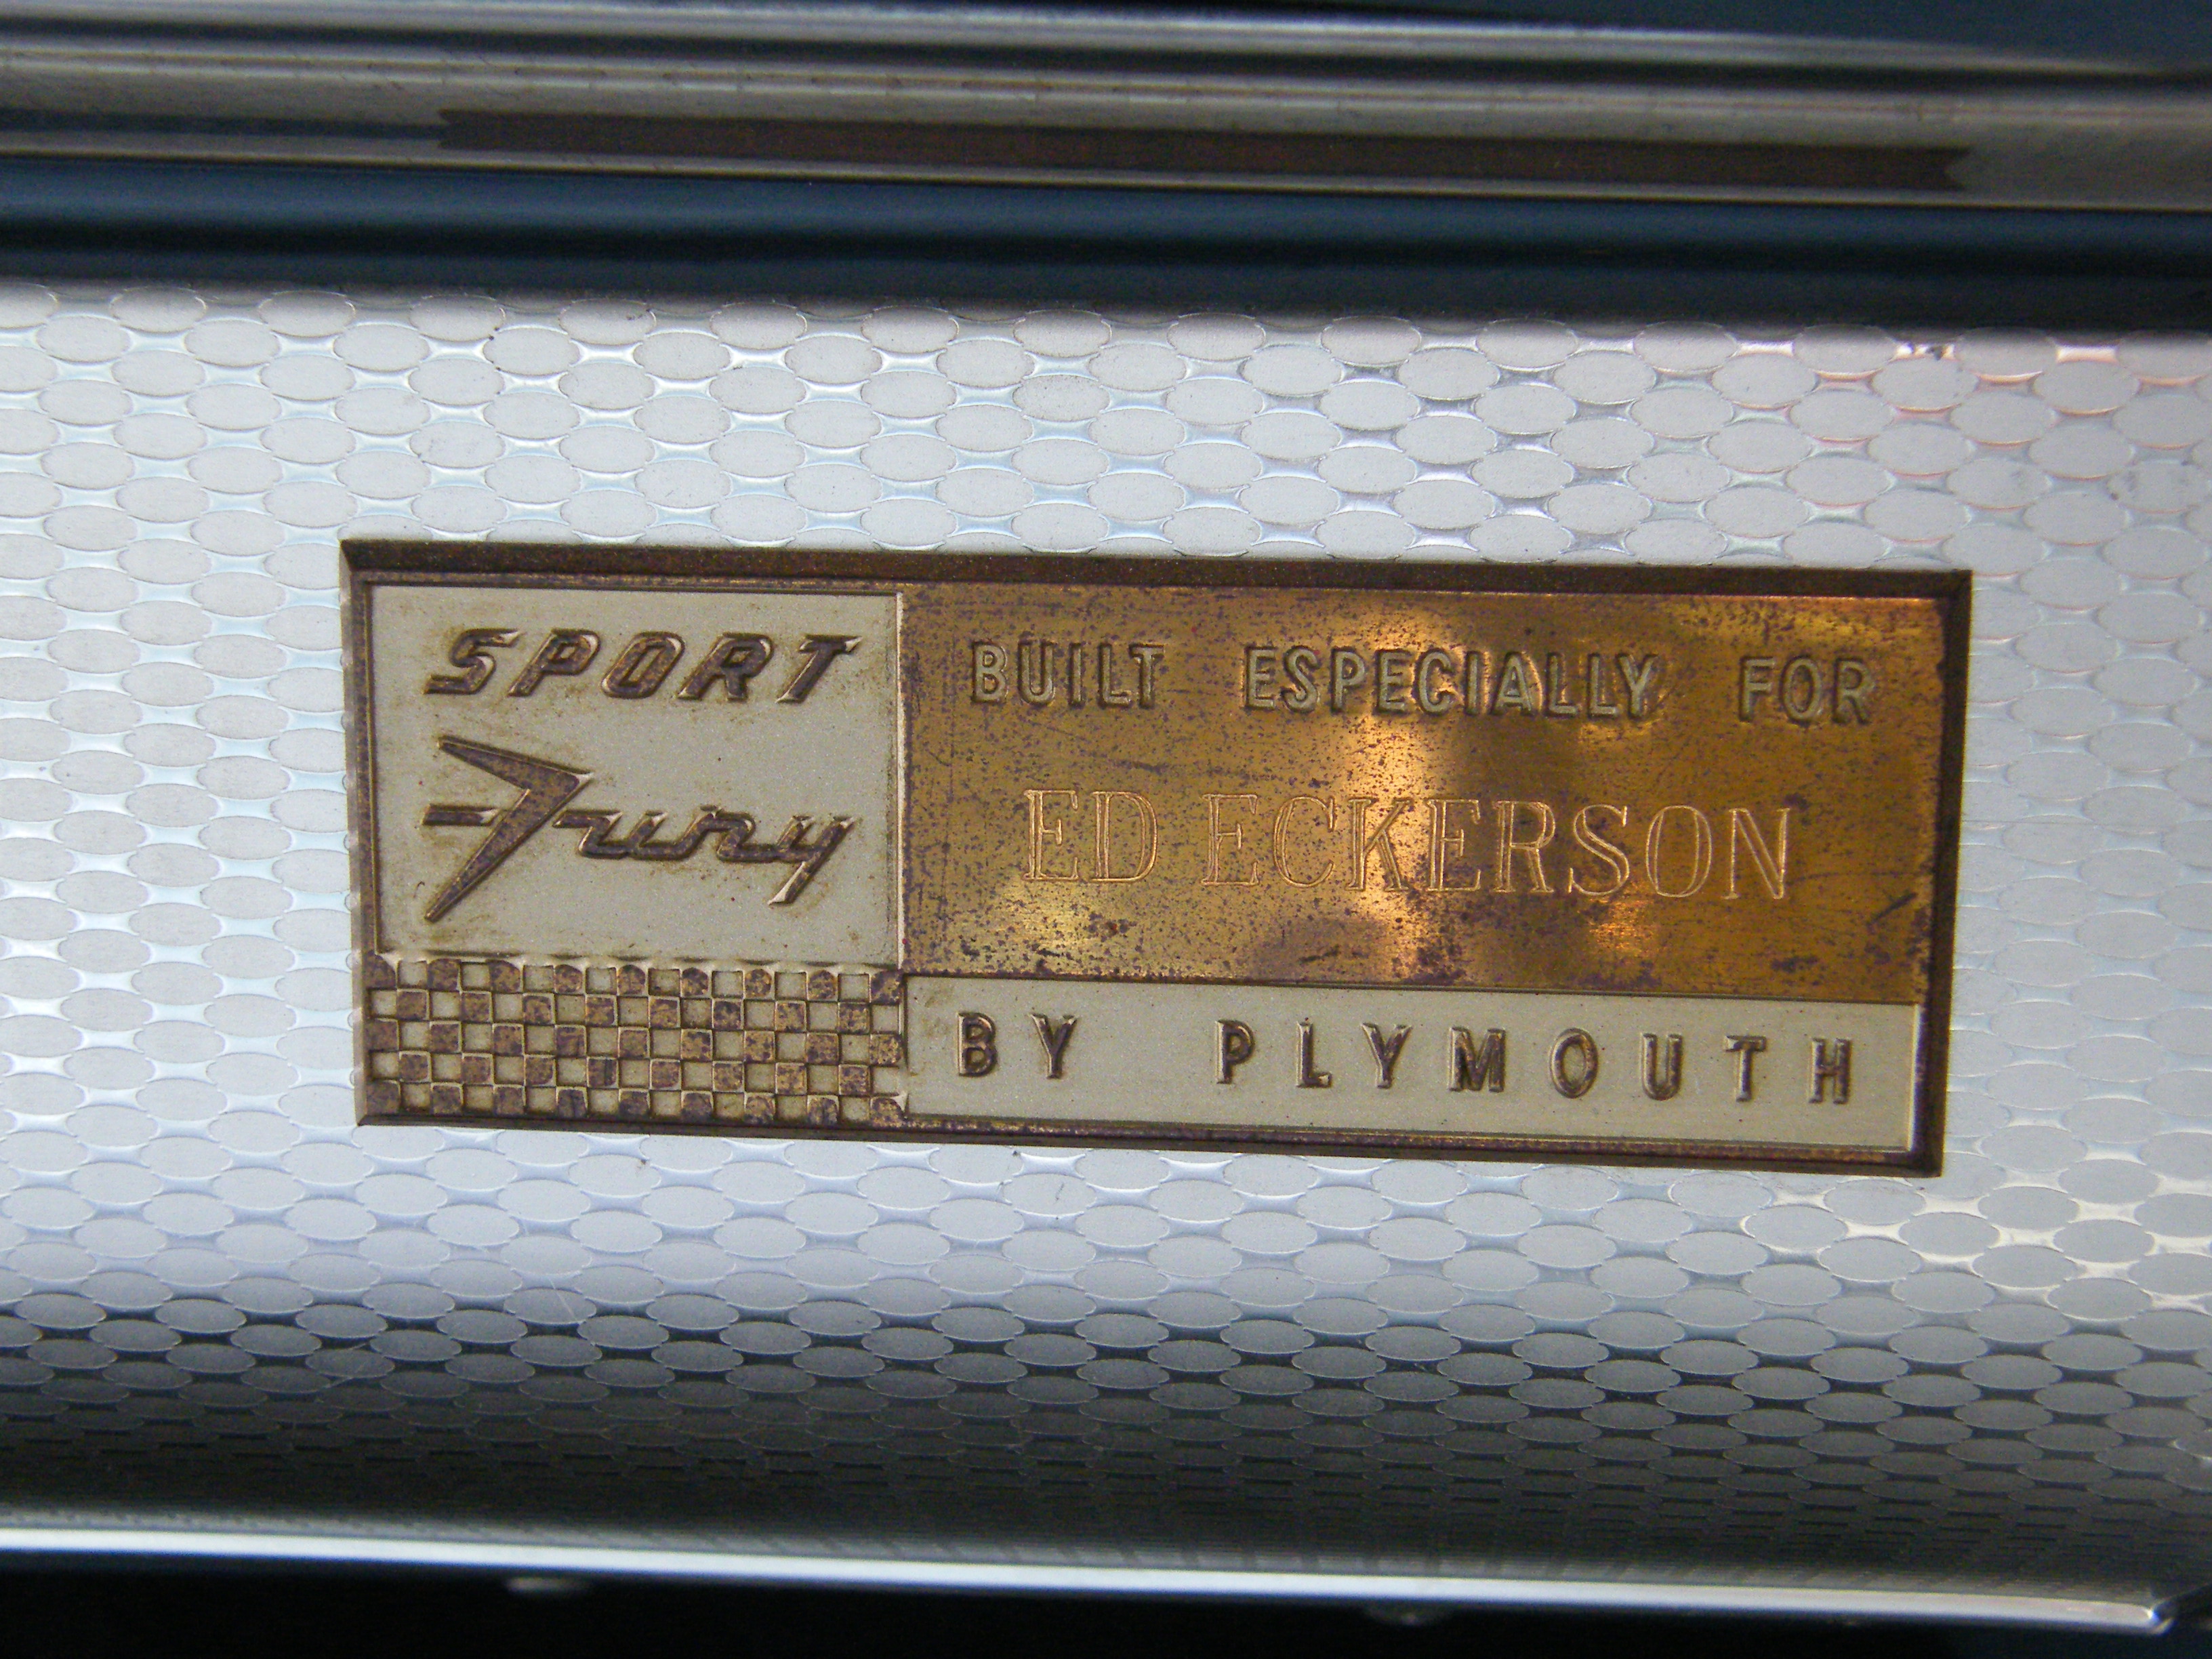 SPORT
Fury
BUILT ESPECIALLY FOR
ED ECKERSON
BY PLYMOUTH